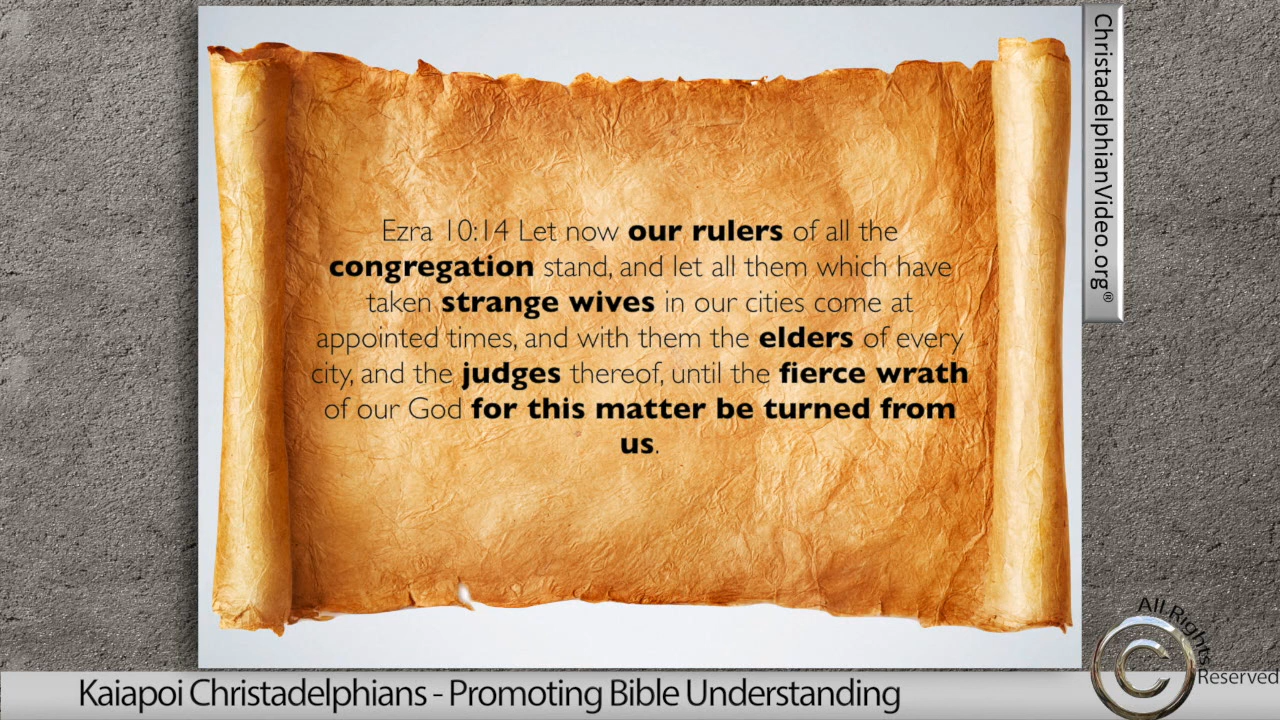 Ezra 10:14 Let now our rulers of all the
congregation stand, and let all them which have
taken strange wives in our cities come at
appointed times, and with them the elders of every
city, and the judges thereof, until the fierce wrath
of our God for this matter be turned from
us.
ChristadelphianVideo.org®
All Rights
C
Reserved
Kaiapoi Christadelphians - Promoting Bible Understanding